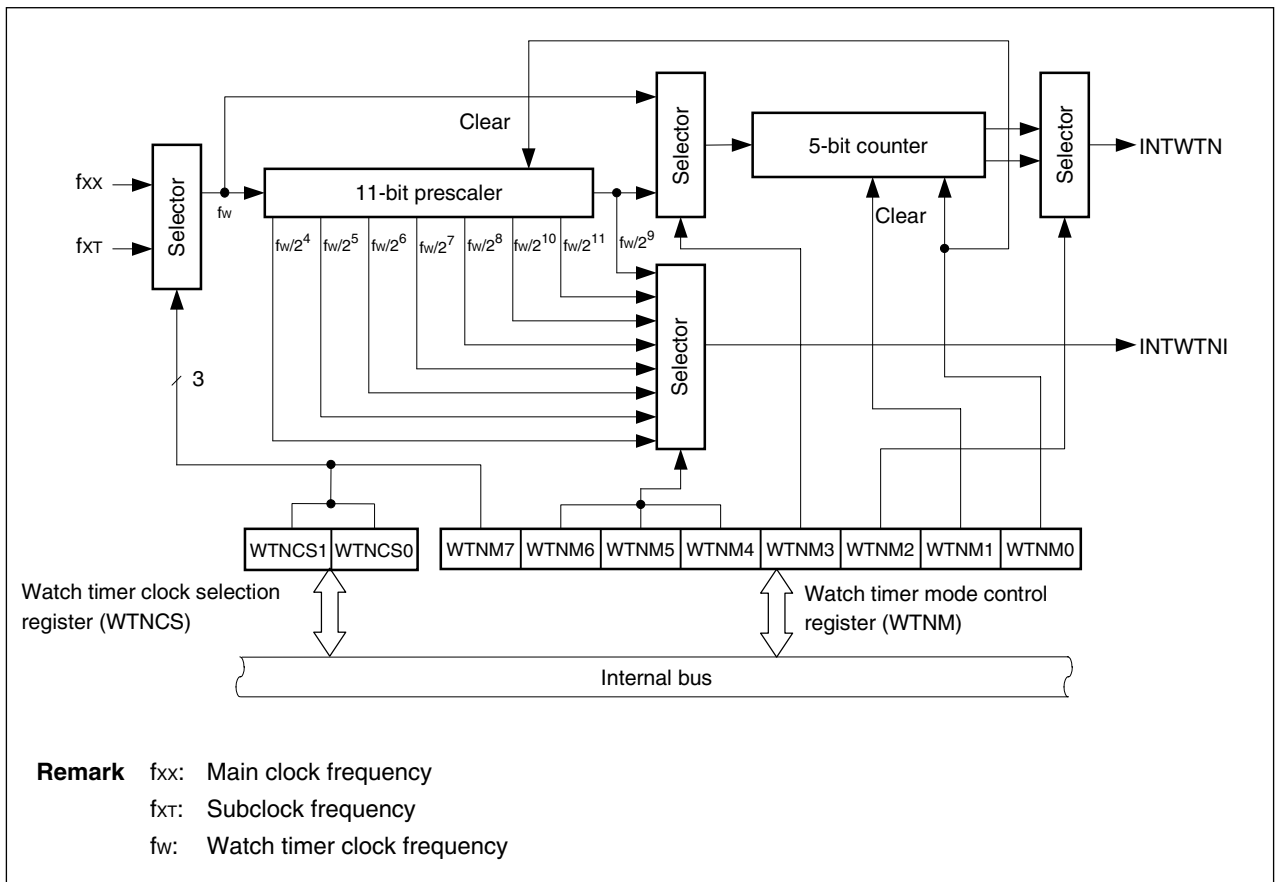 Clear
Selector
Selector
5-bit counter
Selector
INTWTN
fXX
fXT
Selector
fW
11-bit prescaler
Clear
fW/2^4 fW/2^5 fW/2^6 fW/2^7 fW/2^8 fW/2^10 fW/2^11 fW/2^9
Selector
INTWTNI
3
WTNCS1 WTNCS0 WTNM7 WTNM6 WTNM5 WTNM4 WTNM3 WTNM2 WTNM1 WTNM0
Watch timer clock selection
register (WTNCS)
Watch timer mode control
register (WTNM)
Internal bus
Remark fXX: Main clock frequency
fXT: Subclock frequency
fW: Watch timer clock frequency